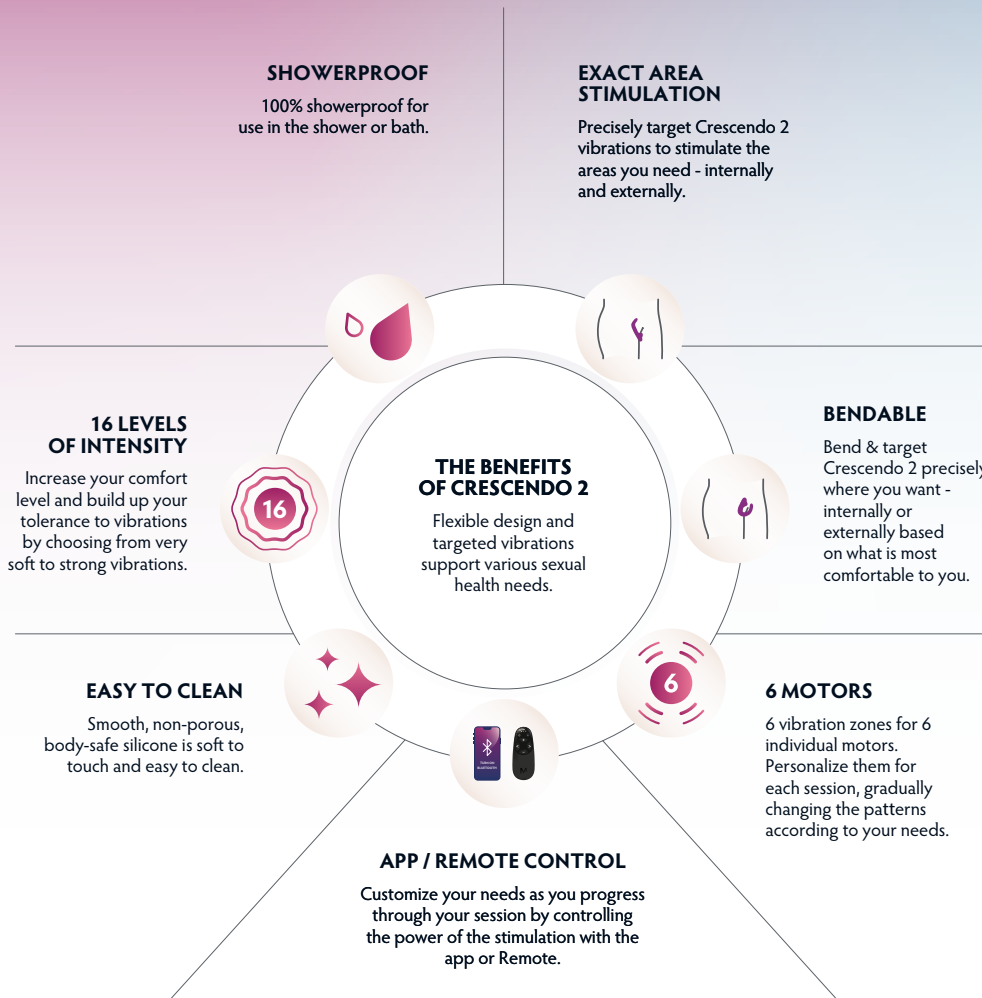 SHOWERPROOF
100% showerproof for
use in the shower or bath.
EXACT AREA
STIMULATION
Precisely target Crescendo 2
vibrations to stimulate the
areas you need - internally
and externally.
16 LEVELS
OF INTENSITY
Increase your comfort
level and build up your
tolerance to vibrations
by choosing from very
soft to strong vibrations.
16
THE BENEFITS
OF CRESCENDO 2
Flexible design and
targeted vibrations
support various sexual
health needs.
BENDABLE
Bend & target
Crescendo 2 precisely
where you want -
internally or
externally based
on what is most
comfortable to you.
EASY TO CLEAN
Smooth, non-porous,
body-safe silicone is soft to
touch and easy to clean.
6
6 MOTORS
6 vibration zones for 6
individual motors.
Personalize them for
each session, gradually
changing the patterns
according to your needs.
APP / REMOTE CONTROL
Customize your needs as you progress
through your session by controlling
the power of the stimulation with the
app or Remote.